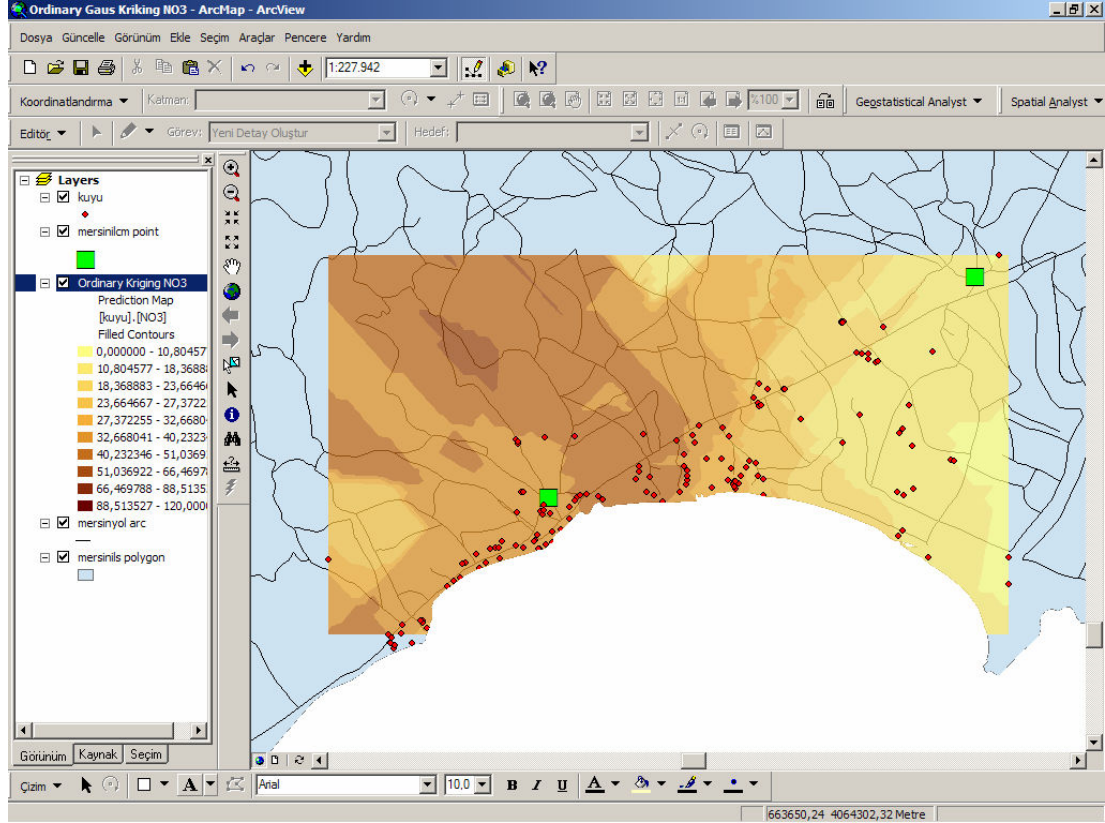 Ordinary Gaus Kriking NO3 - ArcMap - ArcView
Dosya Güncelle Görünüm Ekle Seçim Araçlar Pencere Yardım
1:227.942
Koordinatlandırma Katman: %100 Geostatistical Analyst Spatial Analyst
Editör Görev: Yeni Detay Oluştur Hedef:
Layers
kuyu
mersinilcm point
Ordinary Kriging NO3
Prediction Map
[kuyu].[NO3]
Filled Contours
0,000000 - 10,80457
10,804577 - 18,3688
18,368883 - 23,6646
23,664667 - 27,3722
27,372255 - 32,6680
32,668041 - 40,2323
40,232346 - 51,0369
51,036922 - 66,4697
66,469788 - 88,5135
88,513527 - 120,000
mersinyol arc
mersinils polygon
Görünüm Kaynak Seçim
Çizim A Arial 10,0 B I U A
663650,24 4064302,32 Metre